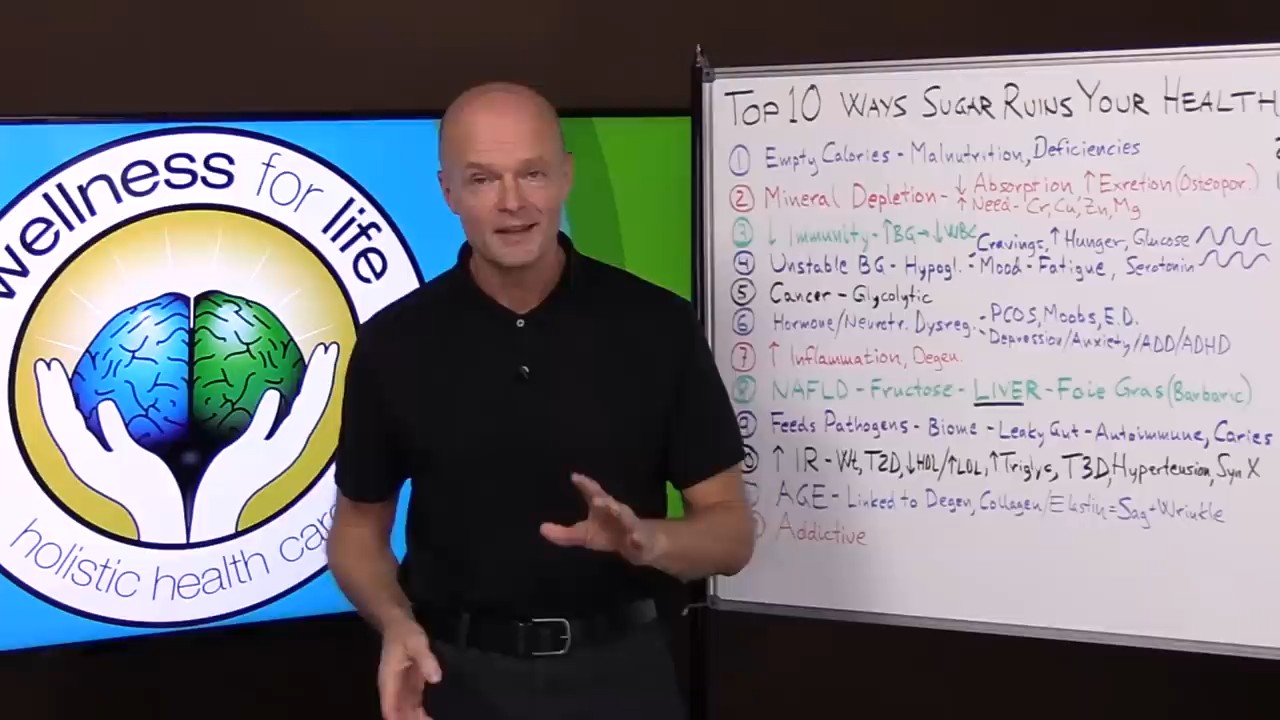 wellness for life
holistic health car
TOP 10 WAYS SUGAR RUINS YOUR HEALTH
① Empty Calories - Malnutrition, Deficiencies
② Mineral Depletion - ↓ Absorption ↑ Exretion (Osteopor.)
↑ Need - Cr, Cu, Zn, Mg
③ ↓ Immunity - ↑BG → ↓WBC
Cravings, ↑ Hunger, Glucose
④ Unstable BG - Hypogl. - Mood - Fatigue, Serotonin
⑤ Cancer - Glycolytic
⑥ Hormone/Neurotr. Dysreg. - PCOS, Moobs, E.D.
- Depression/Anxiety/ADD/ADHD
⑦ ↑ Inflammation, Degen.
⑧ NAFLD - Fructose - LIVER - Foie Gras (Barbaric)
⑨ Feeds Pathogens - Biome - Leaky Gut - Autoimmune, Caries
↑ IR - Wt, T2D, ↓HDL/↑LDL, ↑Triglys, T3D, Hypertension, Syn X
AGE - Linked to Degen, Collagen/Elastin = Sag + Wrinkle
Addictive